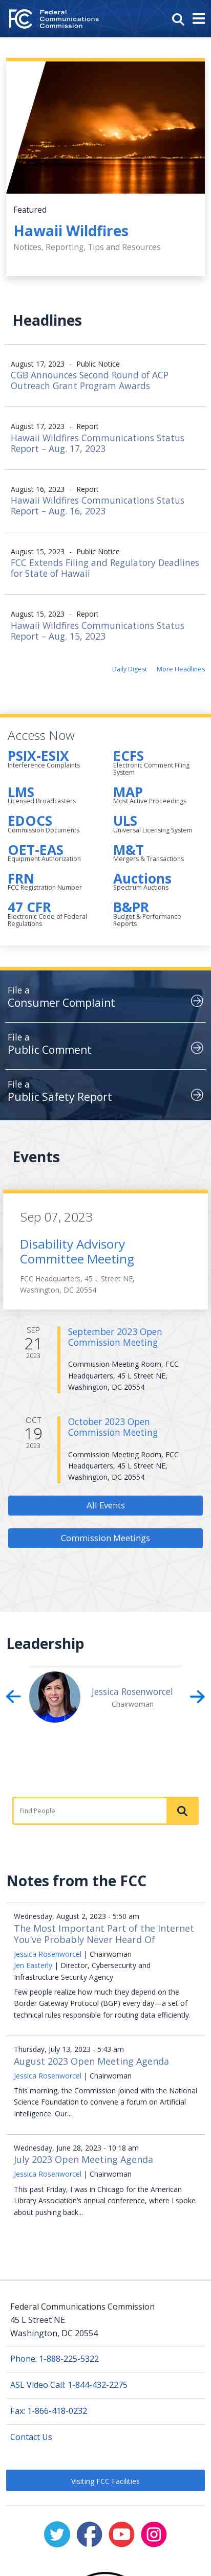 Federal
Communications
Commission
Featured
Hawaii Wildfires
Notices, Reporting, Tips and Resources
Headlines
August 17, 2023 - Public Notice
CGB Announces Second Round of ACP
Outreach Grant Program Awards
August 17, 2023 - Report
Hawaii Wildfires Communications Status
Report – Aug. 17, 2023
August 16, 2023 - Report
Hawaii Wildfires Communications Status
Report – Aug. 16, 2023
August 15, 2023 - Public Notice
FCC Extends Filing and Regulatory Deadlines
for State of Hawaii
August 15, 2023 - Report
Hawaii Wildfires Communications Status
Report – Aug. 15, 2023
Daily Digest More Headlines
Access Now
PSIX-ESIX
Interference Complaints
ECFS
Electronic Comment Filing
System
LMS
Licensed Broadcasters
MAP
Most Active Proceedings
EDOCS
Commission Documents
ULS
Universal Licensing System
OET-EAS
Equipment Authorization
M&T
Mergers & Transactions
FRN
FCC Registration Number
Auctions
Spectrum Auctions
47 CFR
Electronic Code of Federal
Regulations
B&PR
Budget & Performance
Reports
File a
Consumer Complaint
File a
Public Comment
File a
Public Safety Report
Events
Sep 07, 2023
Disability Advisory
Committee Meeting
FCC Headquarters, 45 L Street NE,
Washington, DC 20554
SEP
21
2023
September 2023 Open
Commission Meeting
Commission Meeting Room, FCC
Headquarters, 45 L Street NE,
Washington, DC 20554
OCT
19
2023
October 2023 Open
Commission Meeting
Commission Meeting Room, FCC
Headquarters, 45 L Street NE,
Washington, DC 20554
All Events
Commission Meetings
Leadership
Jessica Rosenworcel
Chairwoman
Find People
Notes from the FCC
Wednesday, August 2, 2023 - 5:50 am
The Most Important Part of the Internet
You’ve Probably Never Heard Of
Jessica Rosenworcel | Chairwoman
Jen Easterly | Director, Cybersecurity and
Infrastructure Security Agency
Few people realize how much they depend on the
Border Gateway Protocol (BGP) every day—a set of
technical rules responsible for routing data efficiently.
Thursday, July 13, 2023 - 5:43 am
August 2023 Open Meeting Agenda
Jessica Rosenworcel | Chairwoman
This morning, the Commission joined with the National
Science Foundation to convene a forum on Artificial
Intelligence. Our...
Wednesday, June 28, 2023 - 10:18 am
July 2023 Open Meeting Agenda
Jessica Rosenworcel | Chairwoman
This past Friday, I was in Chicago for the American
Library Association’s annual conference, where I spoke
about pushing back...
Federal Communications Commission
45 L Street NE
Washington, DC 20554
Phone: 1-888-225-5322
ASL Video Call: 1-844-432-2275
Fax: 1-866-418-0232
Contact Us
Visiting FCC Facilities